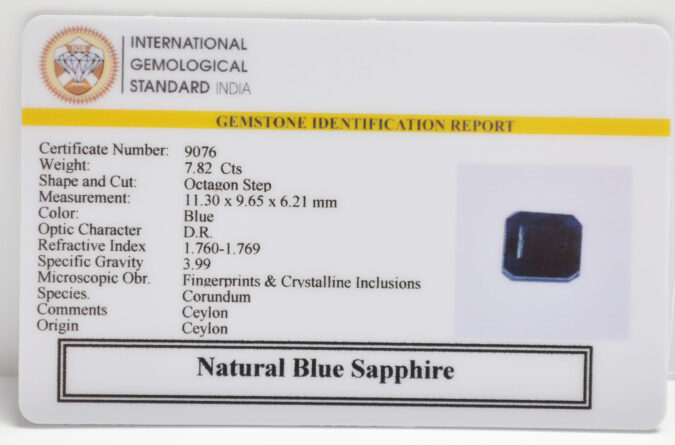 IGS
INTERNATIONAL
GEMOLOGICAL
STANDARD INDIA
GEMSTONE IDENTIFICATION REPORT
Certificate Number: 9076
Weight: 7.82 Cts
Shape and Cut: Octagon Step
Measurement: 11.30 x 9.65 x 6.21 mm
Color: Blue
Optic Character D.R.
Refractive Index 1.760-1.769
Specific Gravity 3.99
Microscopic Obr. Fingerprints & Crystalline Inclusions
Species. Corundum
Comments Ceylon
Origin Ceylon
Natural Blue Sapphire